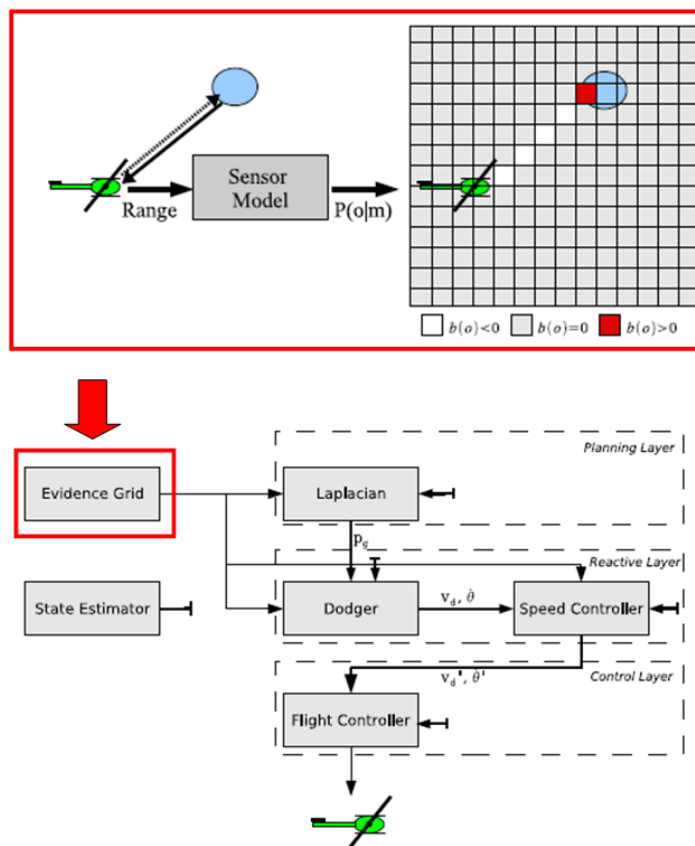 Range
Sensor
Model
P(o|m)
b(o)<0
b(o)=0
b(o)>0
Planning Layer
Evidence Grid
Laplacian
p_g
Reactive Layer
State Estimator
Dodger
v_d, θ̇
Speed Controller
v_d', θ̇'
Control Layer
Flight Controller